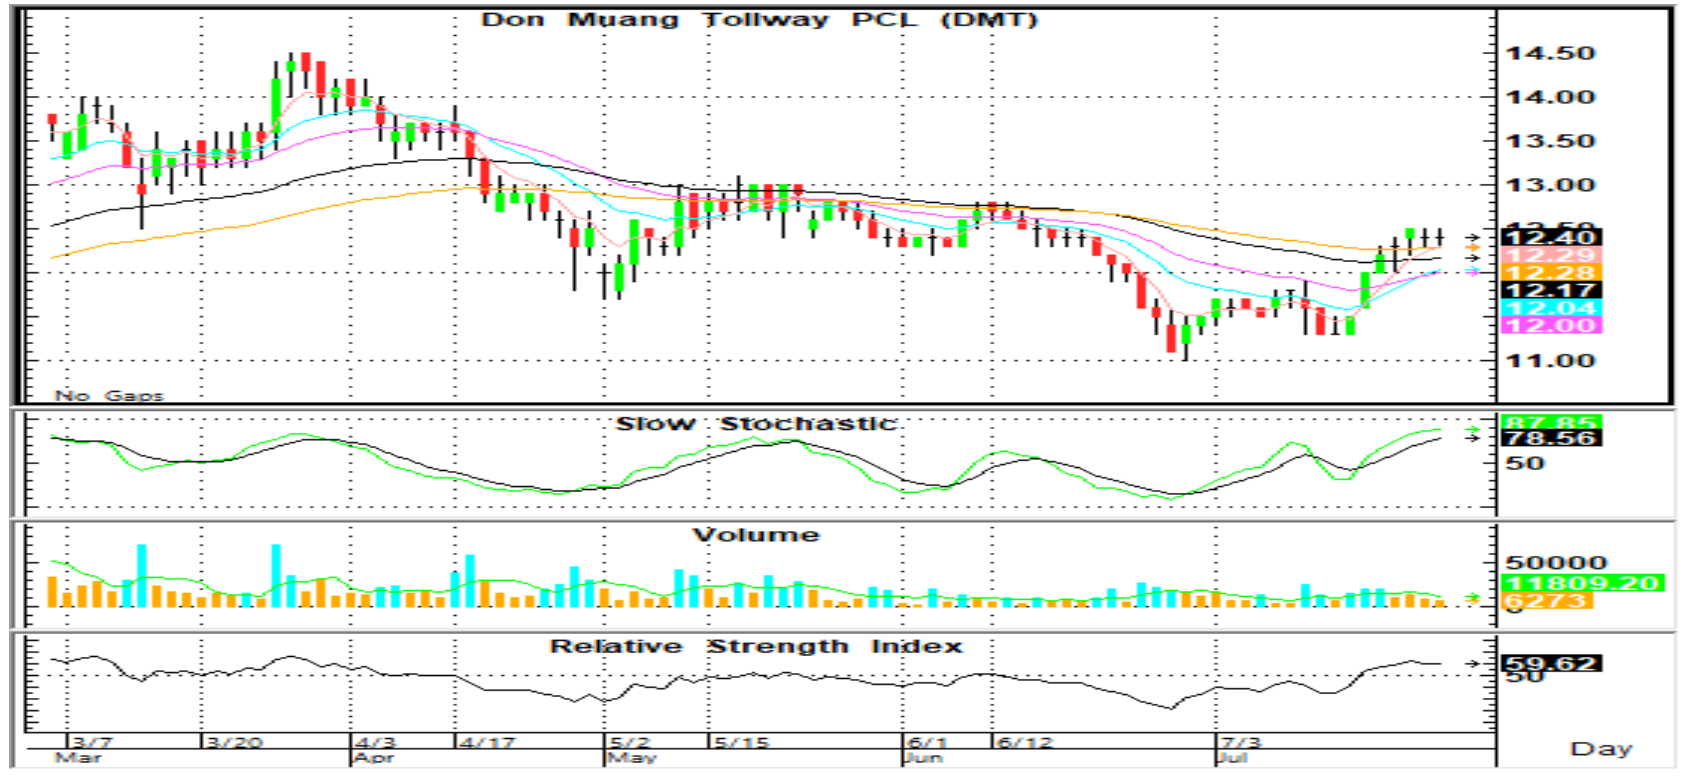 Don Muang Tollway PCL (DMT)
14.50
14.00
13.50
13.00
12.50
12.40
12.29
12.28
12.17
12.04
12.00
11.00
No Gaps
Slow Stochastic
87.85
78.56
50
Volume
50000
11809.20
6273
0
Relative Strength Index
59.62
50
3/7 3/20 4/3 4/17 5/2 5/15 6/1 6/12 7/3
Mar Apr May Jun Jul
Day